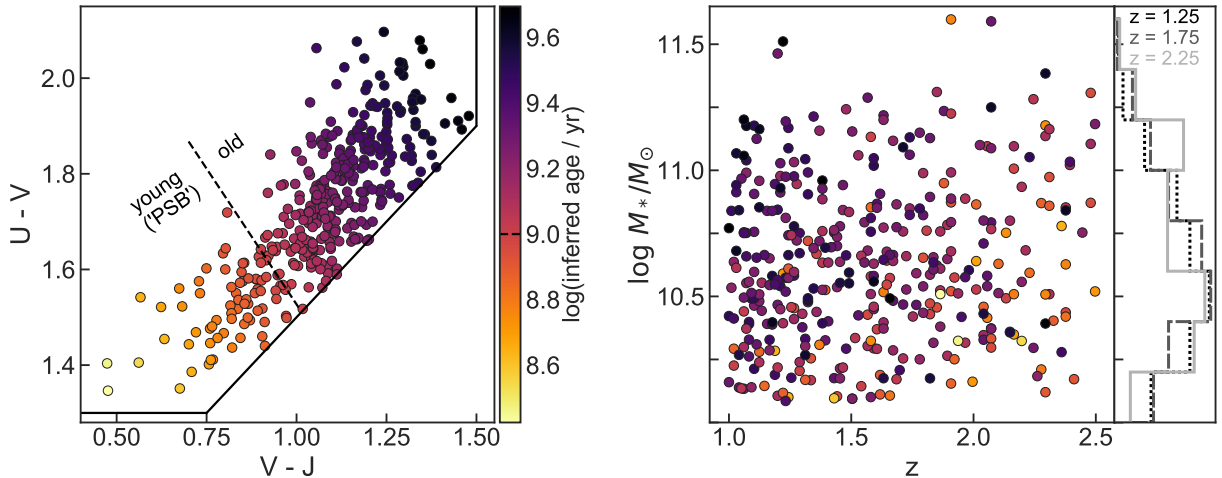 2.0
1.8
1.6
1.4
U - V
0.50
0.75
1.00
1.25
1.50
V - J
old
young
('PSB')
9.6
9.4
9.2
9.0
8.8
8.6
log(inferred age / yr)
11.5
11.0
10.5
log M*/M⊙
1.0
1.5
2.0
2.5
z
z = 1.25
z = 1.75
z = 2.25